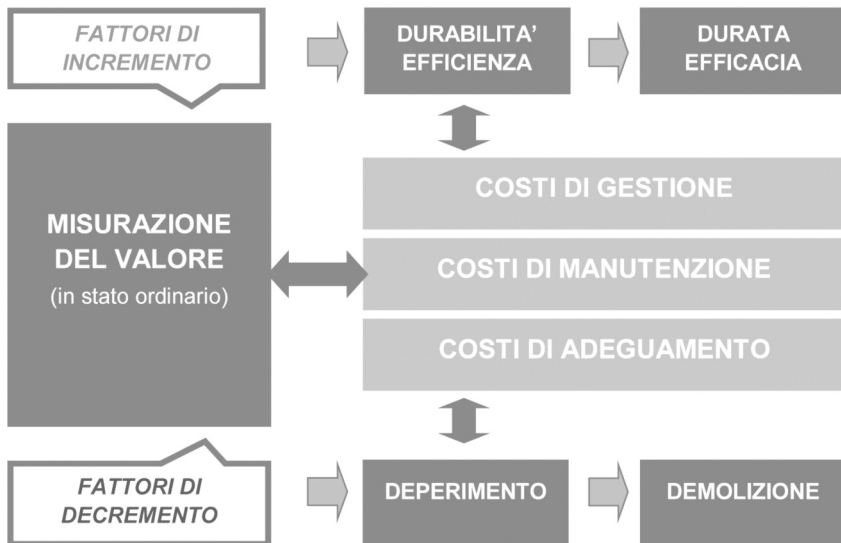 FATTORI DI
INCREMENTO
DURABILITA'
EFFICIENZA
DURATA
EFFICACIA
MISURAZIONE
DEL VALORE
(in stato ordinario)
COSTI DI GESTIONE
COSTI DI MANUTENZIONE
COSTI DI ADEGUAMENTO
FATTORI DI
DECREMENTO
DEPERIMENTO
DEMOLIZIONE